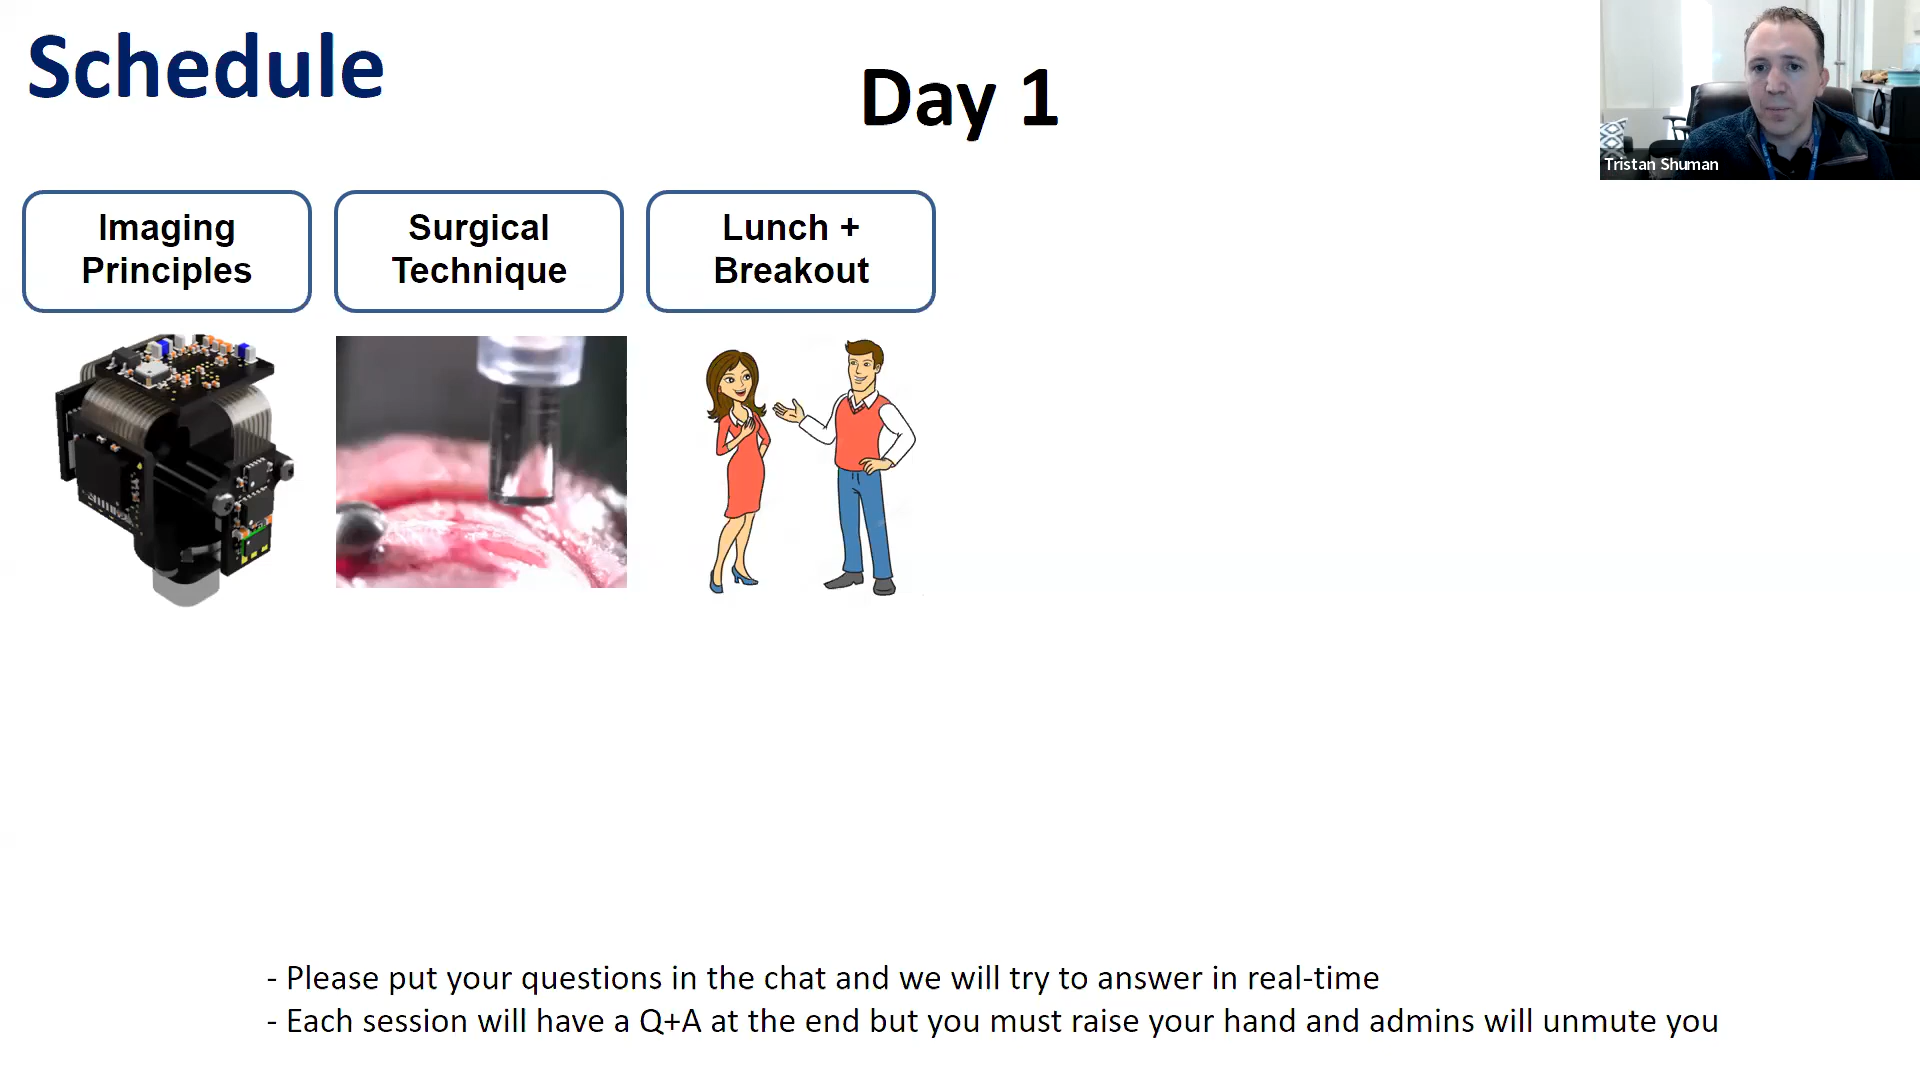 Schedule
Day 1
Tristan Shuman
Imaging
Principles
Surgical
Technique
Lunch +
Breakout
- Please put your questions in the chat and we will try to answer in real-time
- Each session will have a Q+A at the end but you must raise your hand and admins will unmute you